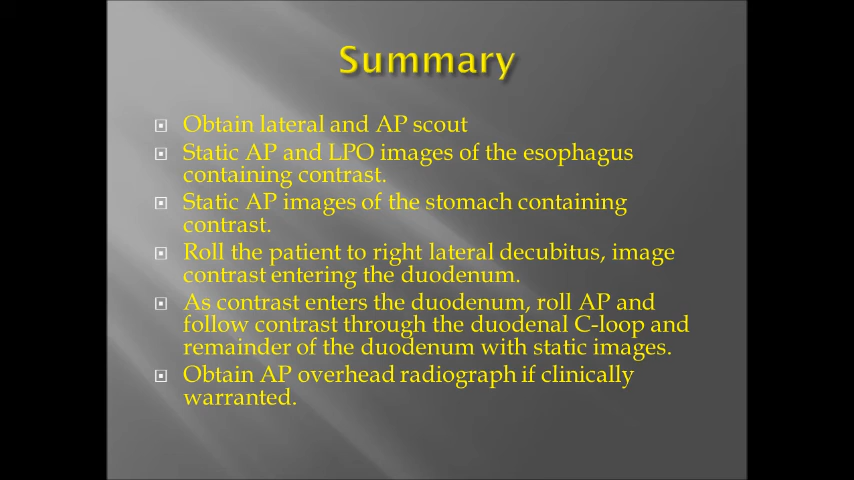 Summary
Obtain lateral and AP scout
Static AP and LPO images of the esophagus
containing contrast.
Static AP images of the stomach containing
contrast.
Roll the patient to right lateral decubitus, image
contrast entering the duodenum.
As contrast enters the duodenum, roll AP and
follow contrast through the duodenal C-loop and
remainder of the duodenum with static images.
Obtain AP overhead radiograph if clinically
warranted.